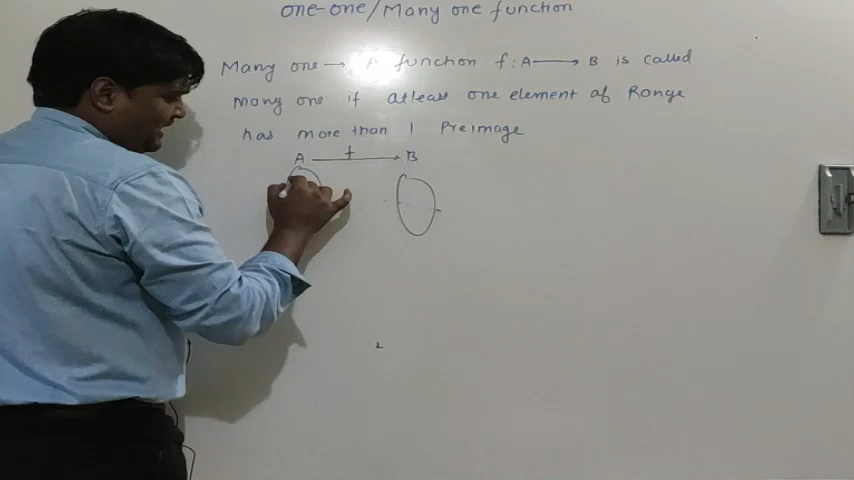 One-one/Many one function
Many one → A function f: A → B is called
many one if atleast one element of Range
has more than 1 Preimage
A f B